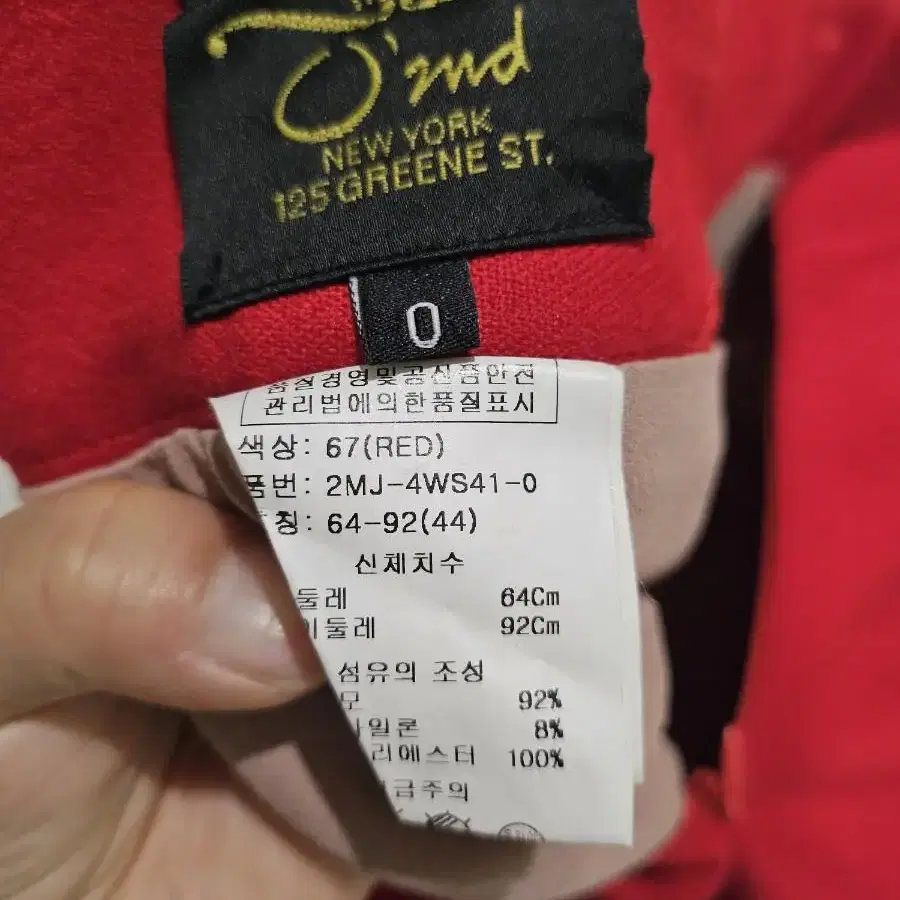 O'2nd
NEW YORK
125 GREENE ST.
0
품질경영및공산품안전
관리법에의한품질표시
색상: 67(RED)
품번: 2MJ-4WS41-0
칭: 64-92(44)
신체치수
둘레 64Cm
이둘레 92Cm
섬유의 조성
모 92%
일론 8%
리에스터 100%
금주의